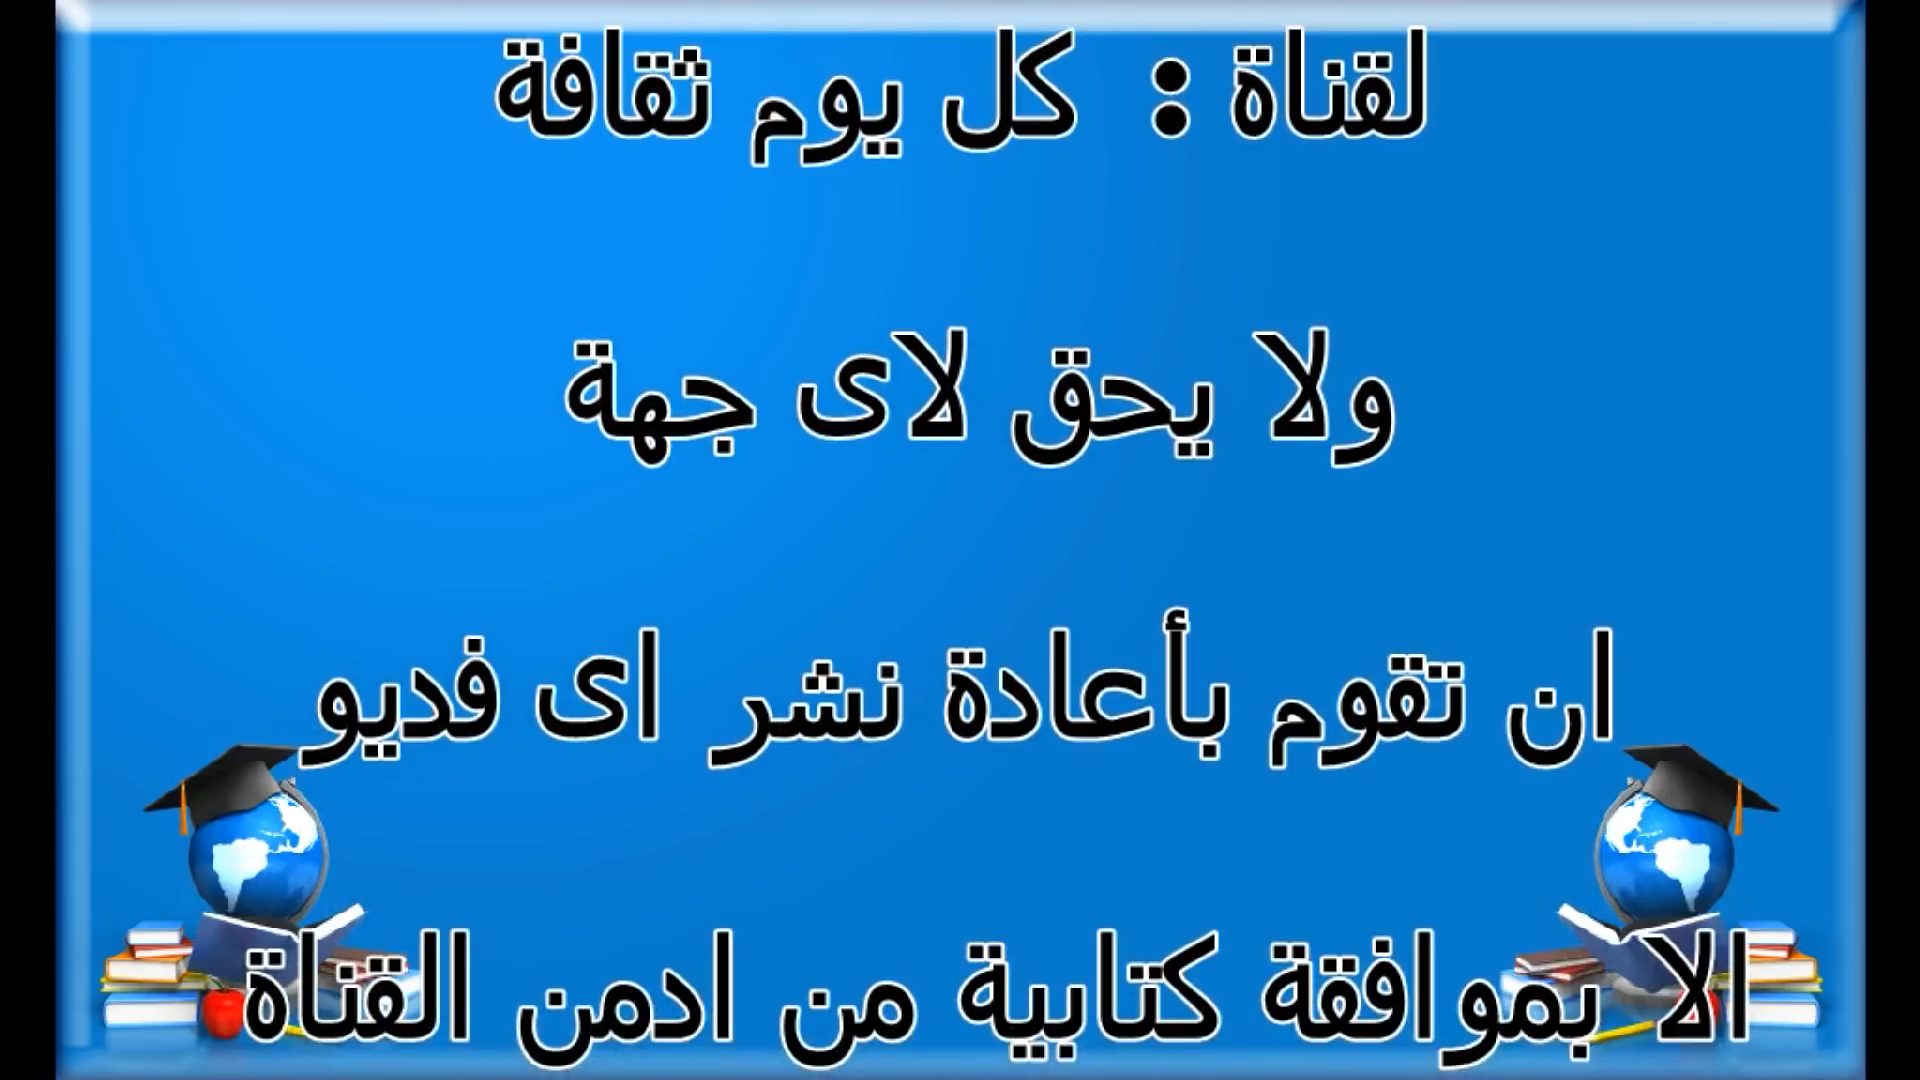 لقناة : كل يوم ثقافة
ولا يحق لاى جهة
ان تقوم بأعادة نشر اى فديو
الا بموافقة كتابية من ادمن القناة